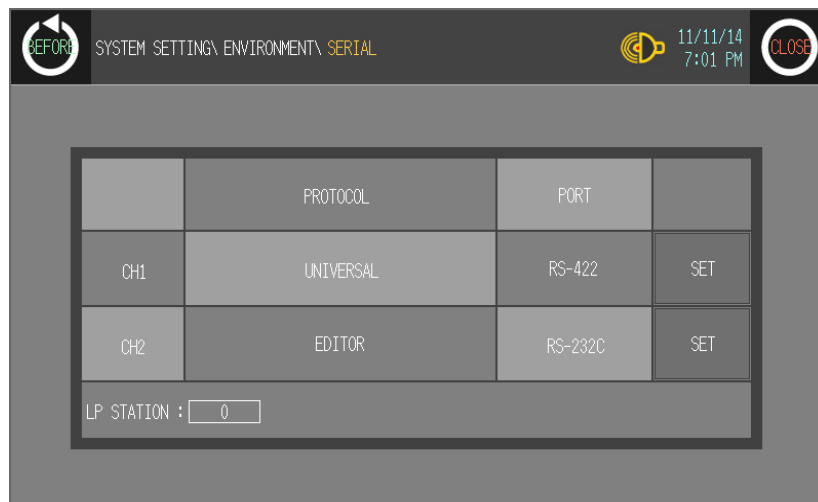 BEFORE
SYSTEM SETTING\ ENVIRONMENT\ SERIAL
11/11/14
7:01 PM
CLOSE
PROTOCOL PORT
CH1 UNIVERSAL RS-422 SET
CH2 EDITOR RS-232C SET
LP STATION : 0